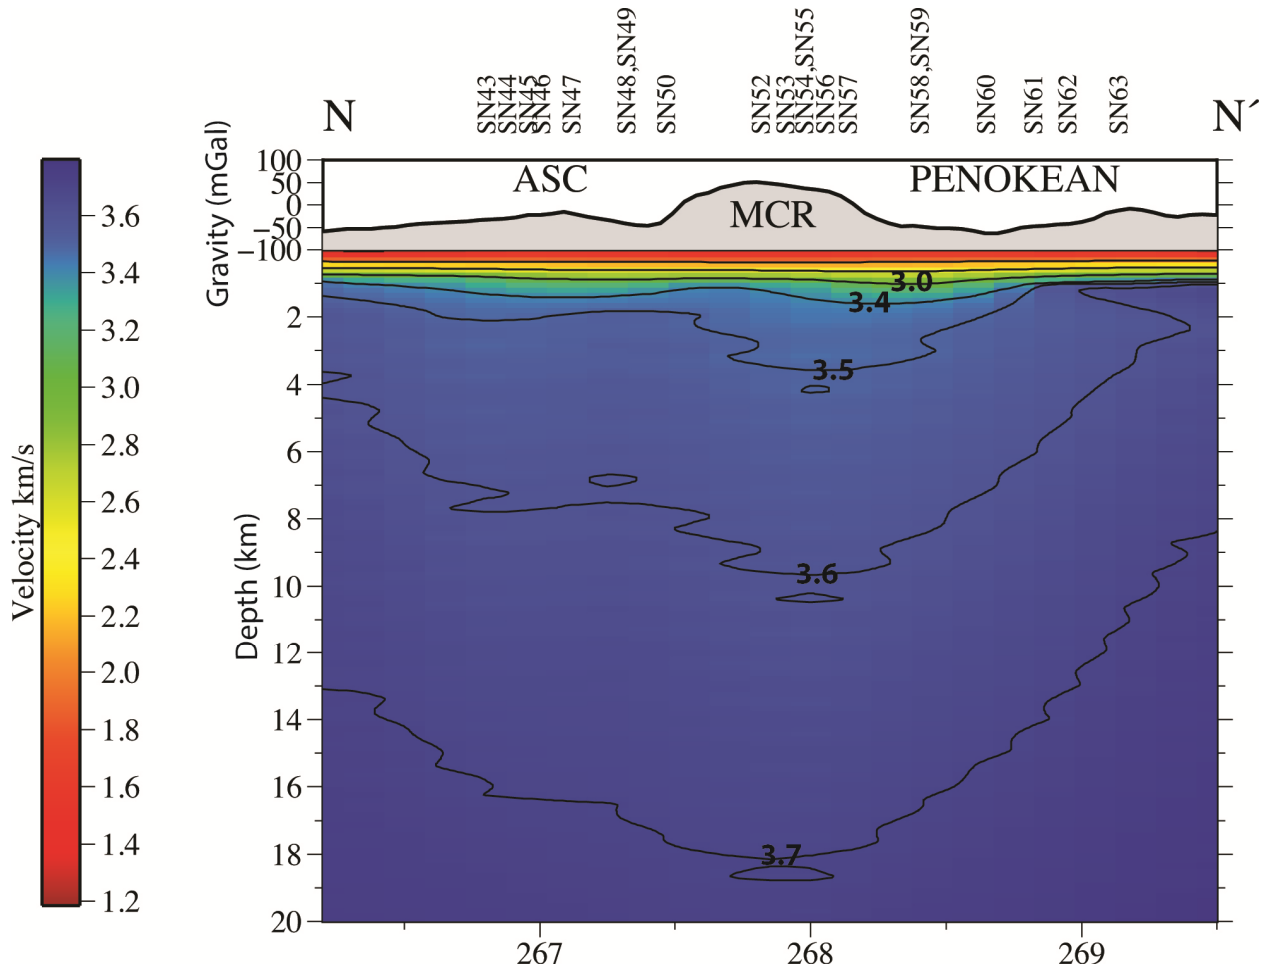 SN43
SN44
SN45
SN46
SN47
SN48,SN49
SN50
SN52
SN53
SN54,SN55
SN56
SN57
SN58,SN59
SN60
SN61
SN62
SN63
N
N´
Gravity (mGal)
100
50
0
−50
−100
ASC
MCR
PENOKEAN
Velocity km/s
3.6
3.4
3.2
3.0
2.8
2.6
2.4
2.2
2.0
1.8
1.6
1.4
1.2
Depth (km)
2
4
6
8
10
12
14
16
18
20
3.0
3.4
3.5
3.6
3.7
267
268
269